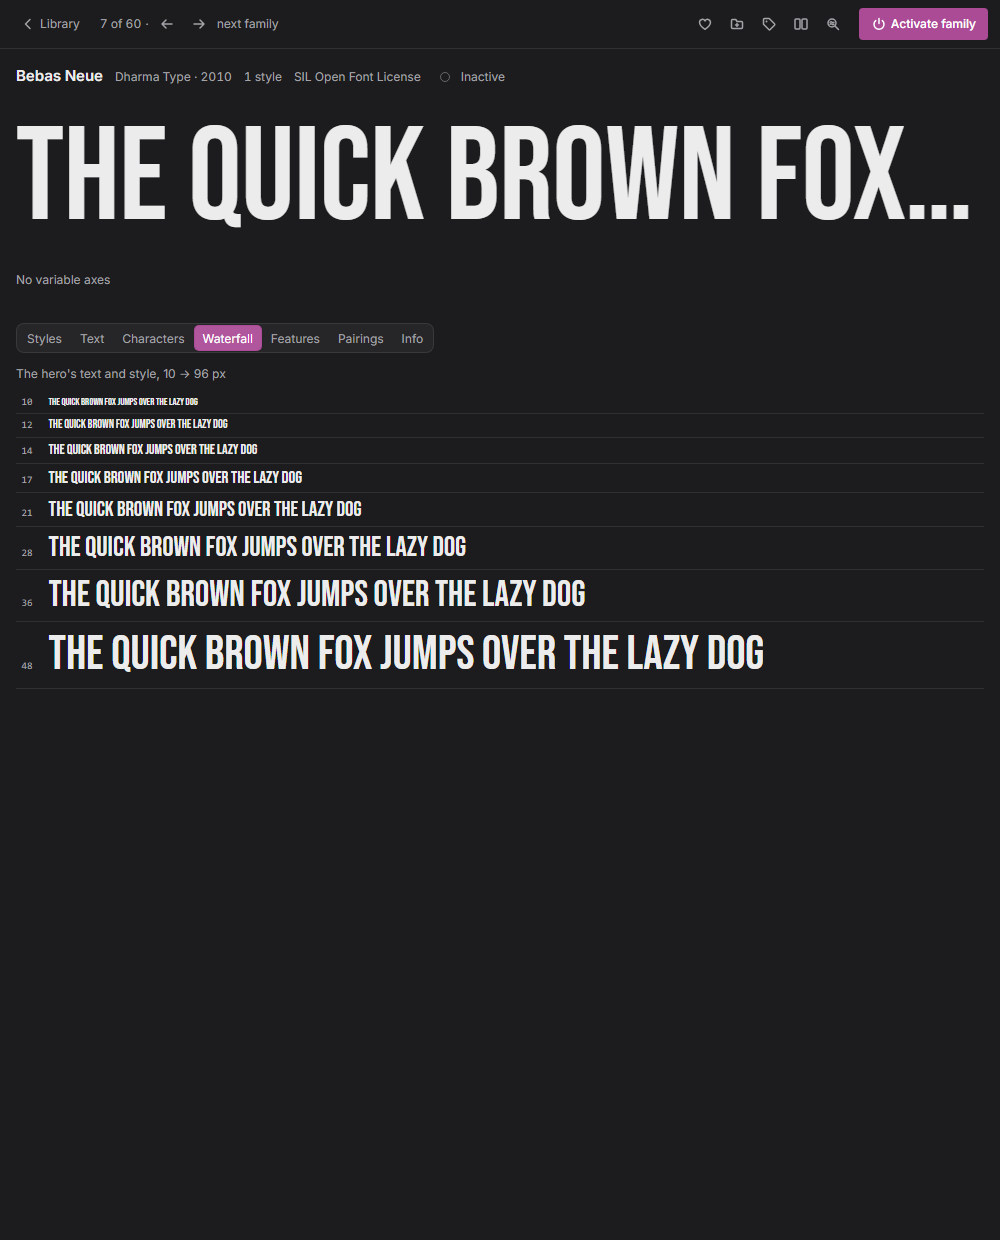 Library 7 of 60 · ← → next family Activate family
Bebas Neue Dharma Type · 2010 1 style SIL Open Font License Inactive
THE QUICK BROWN FOX...
No variable axes
Styles Text Characters Waterfall Features Pairings Info
The hero's text and style, 10 → 96 px
10 THE QUICK BROWN FOX JUMPS OVER THE LAZY DOG
12 THE QUICK BROWN FOX JUMPS OVER THE LAZY DOG
14 THE QUICK BROWN FOX JUMPS OVER THE LAZY DOG
17 THE QUICK BROWN FOX JUMPS OVER THE LAZY DOG
21 THE QUICK BROWN FOX JUMPS OVER THE LAZY DOG
28 THE QUICK BROWN FOX JUMPS OVER THE LAZY DOG
36 THE QUICK BROWN FOX JUMPS OVER THE LAZY DOG
48 THE QUICK BROWN FOX JUMPS OVER THE LAZY DOG